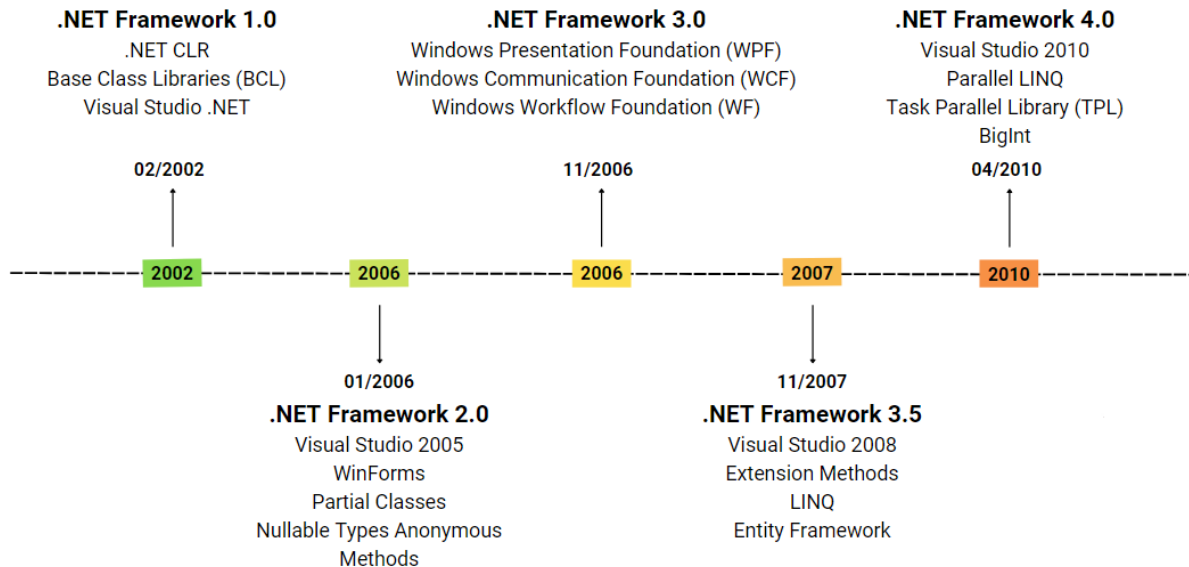 .NET Framework 1.0
.NET CLR
Base Class Libraries (BCL)
Visual Studio .NET
02/2002
.NET Framework 3.0
Windows Presentation Foundation (WPF)
Windows Communication Foundation (WCF)
Windows Workflow Foundation (WF)
11/2006
.NET Framework 4.0
Visual Studio 2010
Parallel LINQ
Task Parallel Library (TPL)
BigInt
04/2010
2002
2006
2006
2007
2010
01/2006
.NET Framework 2.0
Visual Studio 2005
WinForms
Partial Classes
Nullable Types Anonymous
Methods
11/2007
.NET Framework 3.5
Visual Studio 2008
Extension Methods
LINQ
Entity Framework